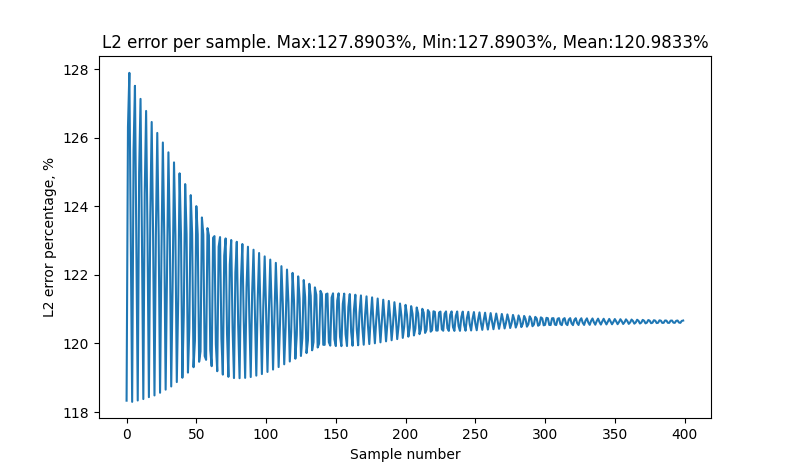 L2 error per sample. Max:127.8903%, Min:127.8903%, Mean:120.9833%
128
126
124
122
120
118
L2 error percentage, %
0 50 100 150 200 250 300 350 400
Sample number